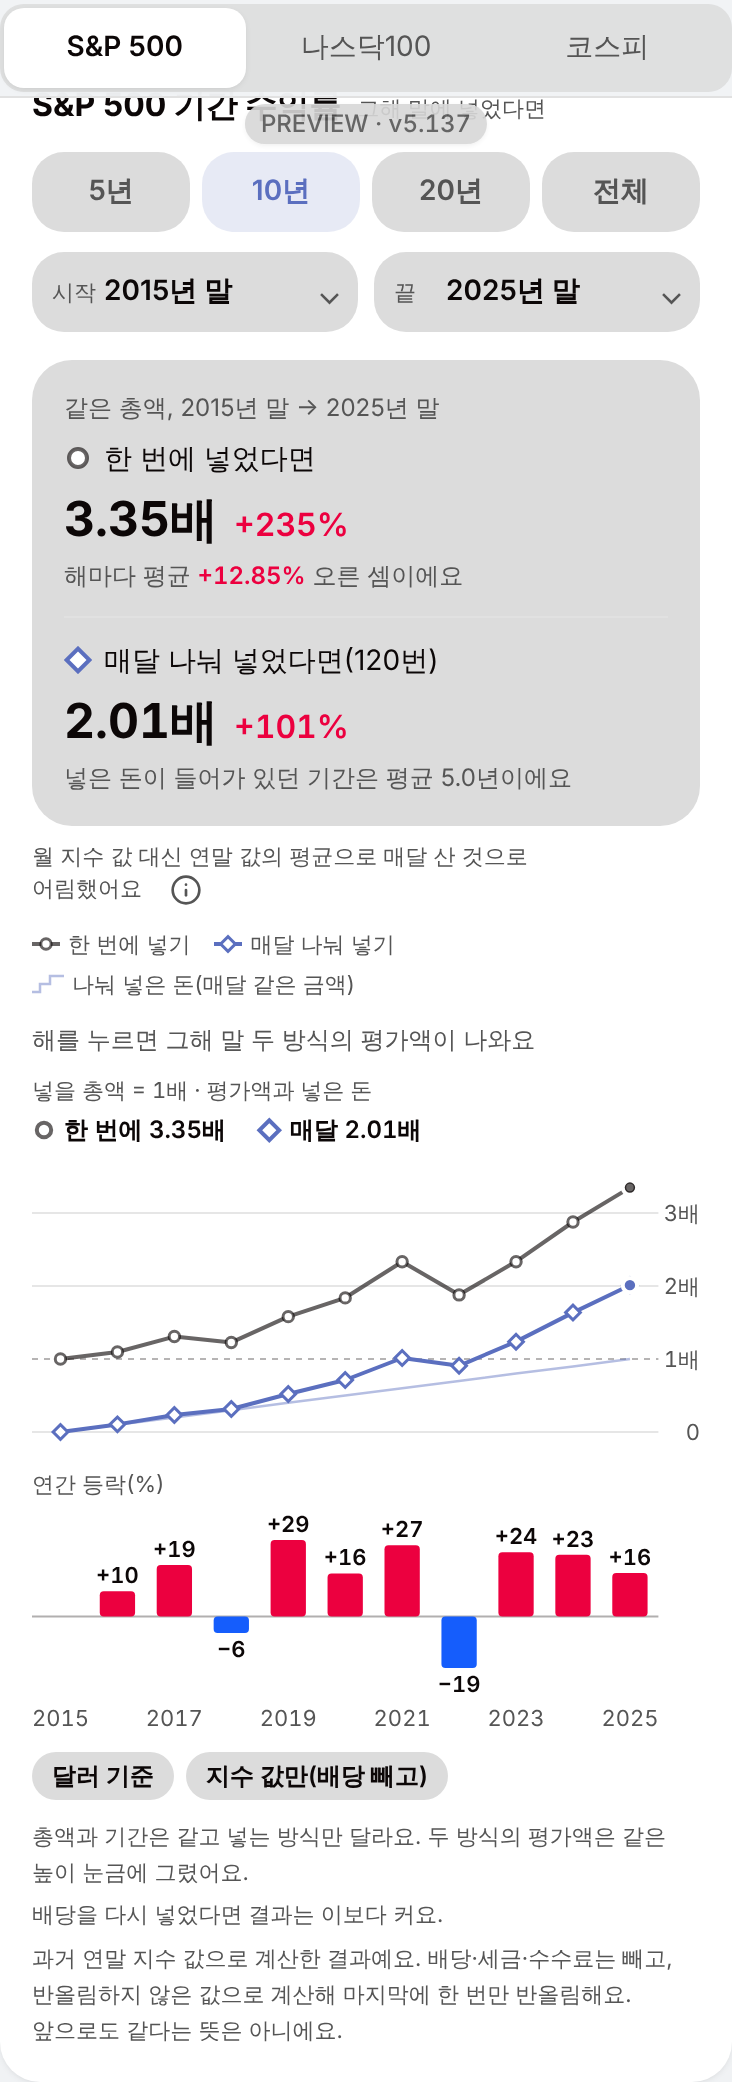 S&P 500
나스닥100
코스피
S&P 500 기간 수익률 그해 말에 넣었다면
PREVIEW · v5.137
5년
10년
20년
전체
시작 2015년 말
끝 2025년 말
같은 총액, 2015년 말 → 2025년 말
한 번에 넣었다면
3.35배 +235%
해마다 평균 +12.85% 오른 셈이에요
매달 나눠 넣었다면(120번)
2.01배 +101%
넣은 돈이 들어가 있던 기간은 평균 5.0년이에요
월 지수 값 대신 연말 값의 평균으로 매달 산 것으로
어림했어요
한 번에 넣기 매달 나눠 넣기
나눠 넣은 돈(매달 같은 금액)
해를 누르면 그해 말 두 방식의 평가액이 나와요
넣을 총액 = 1배 · 평가액과 넣은 돈
한 번에 3.35배 매달 2.01배
3배
2배
1배
0
연간 등락(%)
+10 +19 −6 +29 +16 +27 −19 +24 +23 +16
2015 2017 2019 2021 2023 2025
달러 기준 지수 값만(배당 빼고)
총액과 기간은 같고 넣는 방식만 달라요. 두 방식의 평가액은 같은
높이 눈금에 그렸어요.
배당을 다시 넣었다면 결과는 이보다 커요.
과거 연말 지수 값으로 계산한 결과예요. 배당·세금·수수료는 빼고,
반올림하지 않은 값으로 계산해 마지막에 한 번만 반올림해요.
앞으로도 같다는 뜻은 아니에요.